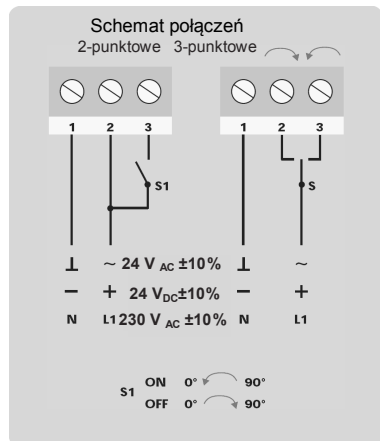 Schemat połączeń
2-punktowe 3-punktowe
1 2 3 1 2 3
S1 S
⊥ ~ 24 V AC ±10% ⊥ ~
− + 24 VDC±10% − +
N L1 230 V AC ±10% N L1
S1 ON 0° 90°
OFF 0° 90°